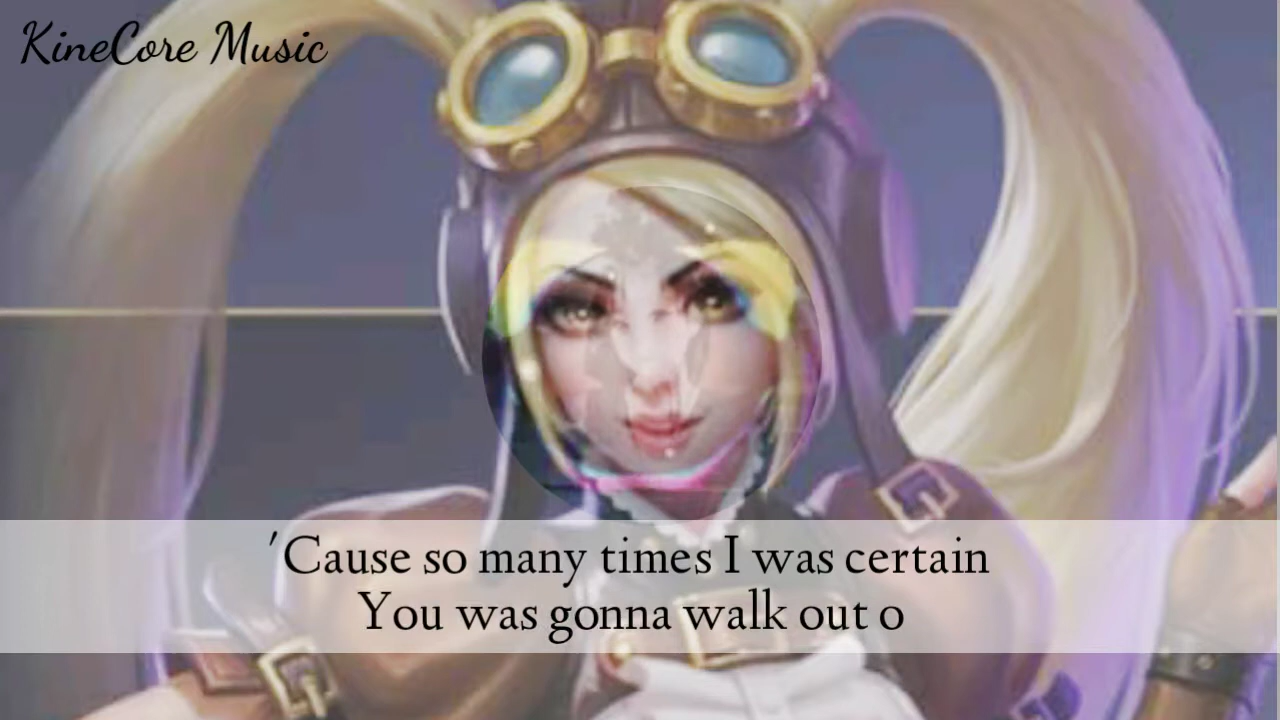 KineCore Music
'Cause so many times I was certain
You was gonna walk out o